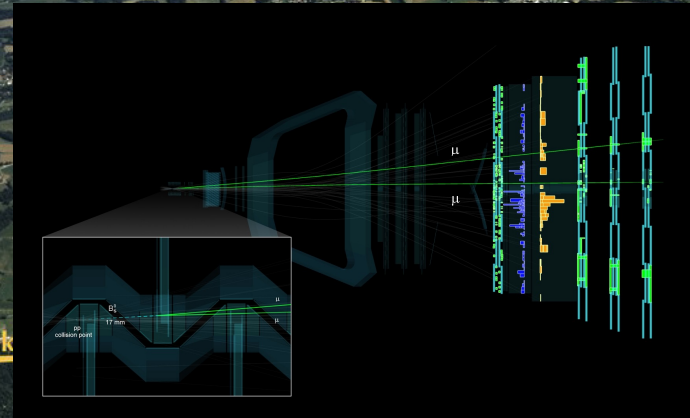 μ
μ
B⁰ₛ
μ
17 mm
μ
pp
collision point
k